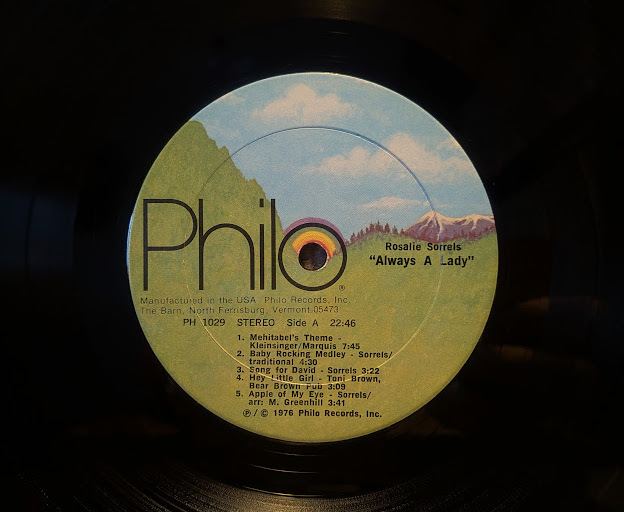 Philo®
Rosalie Sorrels
"Always A Lady"
Manufactured in the USA Philo Records, Inc.
The Barn, North Ferrisburg, Vermont 05473
PH 1029 STEREO Side A 22:46
1. Mehitabel's Theme -
Kleinsinger/Marquis 7:45
2. Baby Rocking Medley - Sorrels/
traditional 4:30
3. Song for David - Sorrels 3:22
4. Hey Little Girl - Toni Brown,
Bear Brown Pub 3:09
5. Apple of My Eye - Sorrels/
arr: M. Greenhill 3:41
℗/© 1976 Philo Records, Inc.